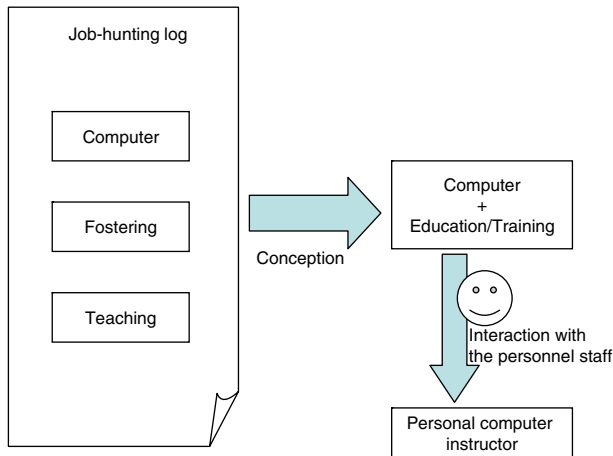 Job-hunting log
Computer
Fostering
Teaching
Conception
Computer
+
Education/Training
Interaction with
the personnel staff
Personal computer
instructor